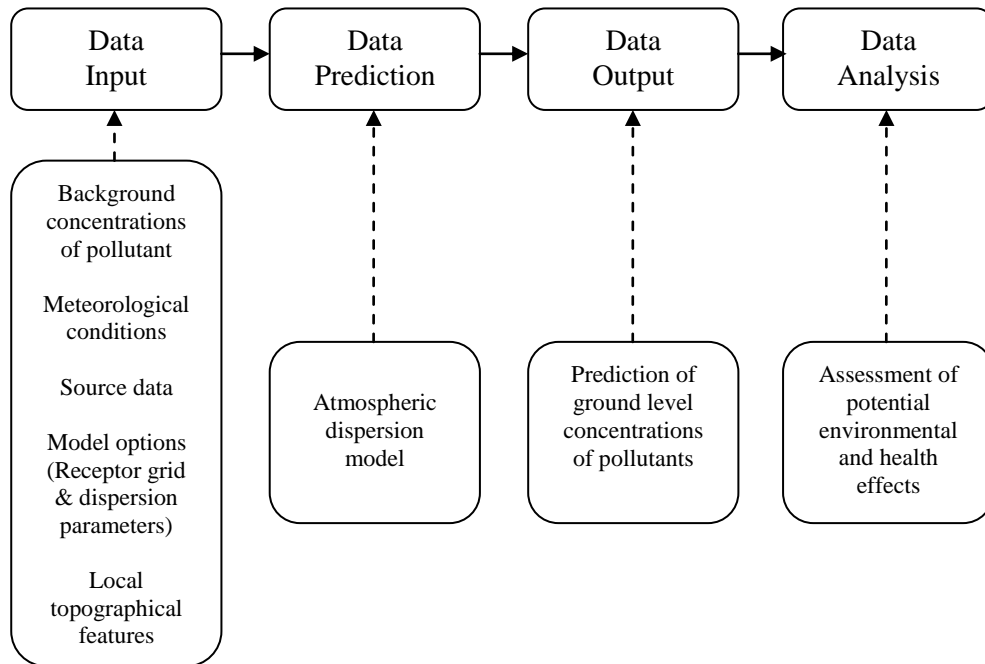 Data
Input
Data
Prediction
Data
Output
Data
Analysis
Background
concentrations
of pollutant
Meteorological
conditions
Source data
Model options
(Receptor grid
& dispersion
parameters)
Local
topographical
features
Atmospheric
dispersion
model
Prediction of
ground level
concentrations
of pollutants
Assessment of
potential
environmental
and health
effects